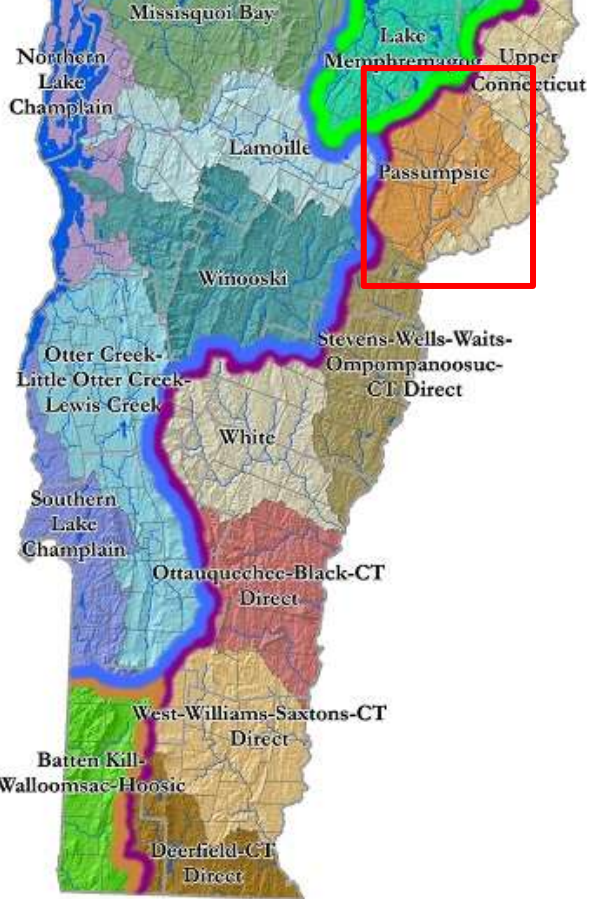 Missisquoi Bay
Lake
Memphremagog
Northern
Lake
Champlain
Upper
Connecticut
Lamoille
Passumpsic
Winooski
Stevens-Wells-Waits-
Ompompanoosuc-
CT Direct
Otter Creek-
Little Otter Creek-
Lewis Creek
White
Southern
Lake
Champlain
Ottauquechee-Black-CT
Direct
West-Williams-Saxtons-CT
Direct
Batten Kill-
Walloomsac-Hoosic
Deerfield-CT
Direct